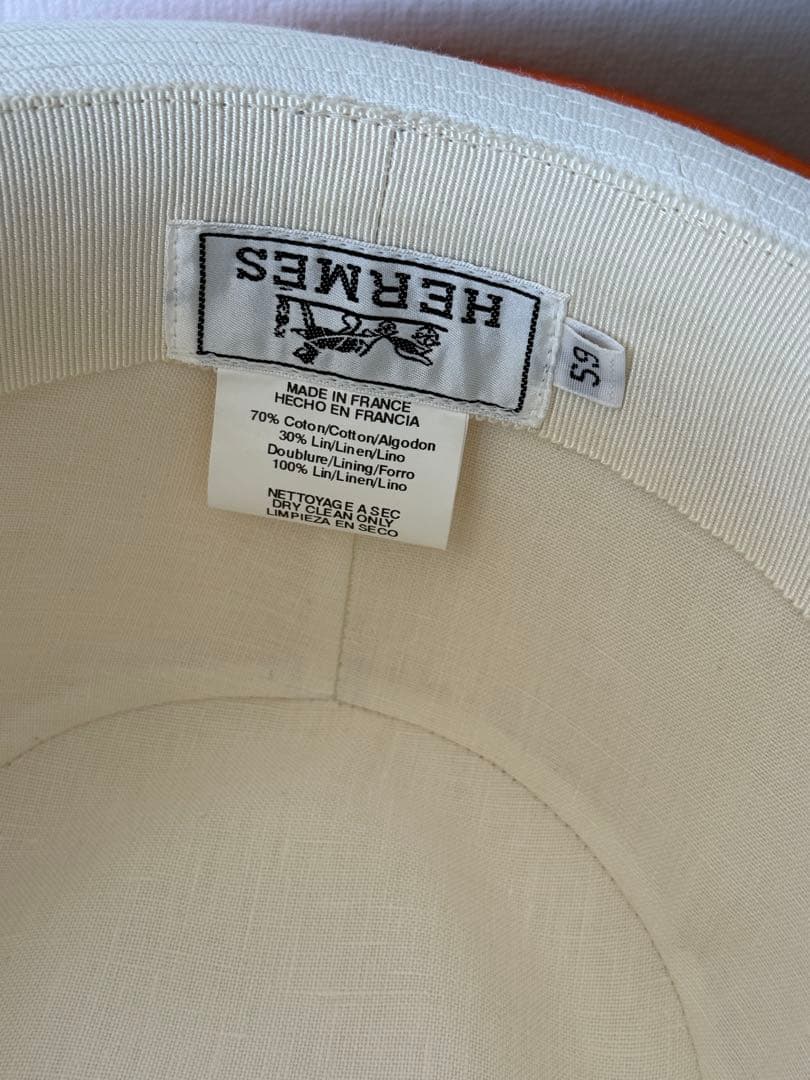 HERMES
59
MADE IN FRANCE
HECHO EN FRANCIA
70% Coton/Cotton/Algodon
30% Lin/Linen/Lino
Doublure/Lining/Forro
100% Lin/Linen/Lino
NETTOYAGE A SEC
DRY CLEAN ONLY
LIMPIEZA EN SECO